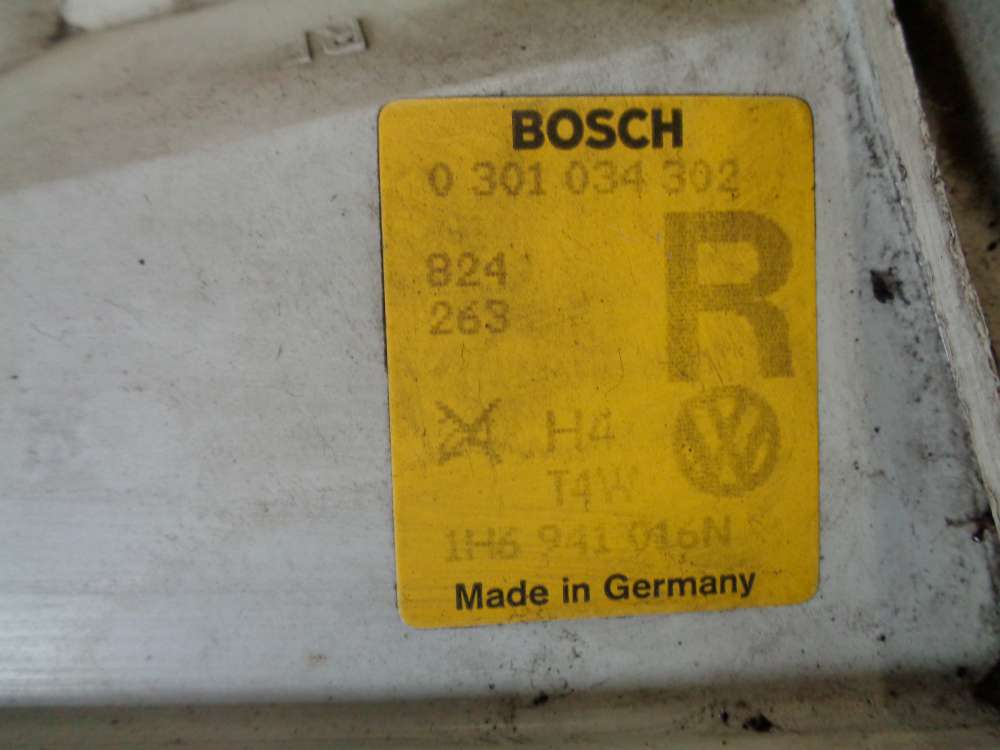 BOSCH
0 301 034 302
R
824
263
H4
T4W
1H6 941 016N
Made in Germany